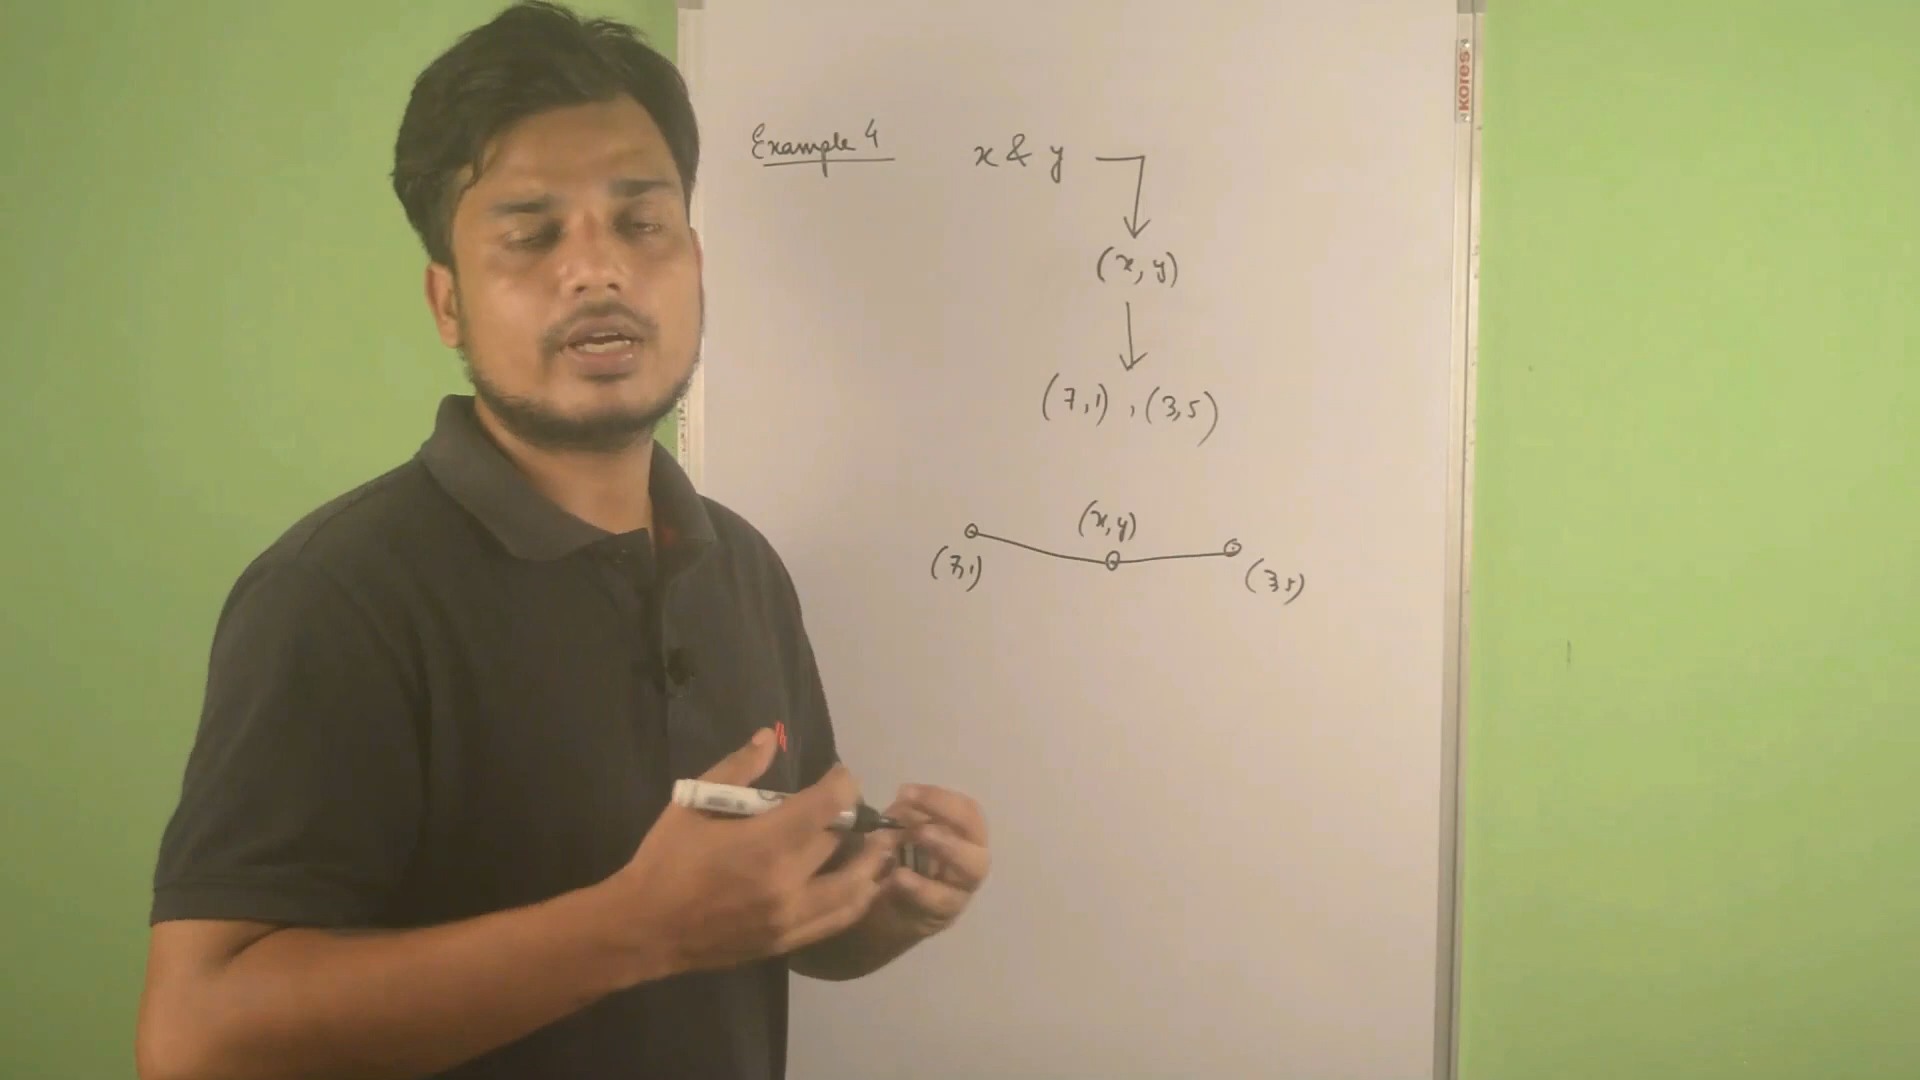 Example 4 x & y
(x, y)
(7,1) , (3,5)
(x,y)
(7,1)
(3,5)
kores